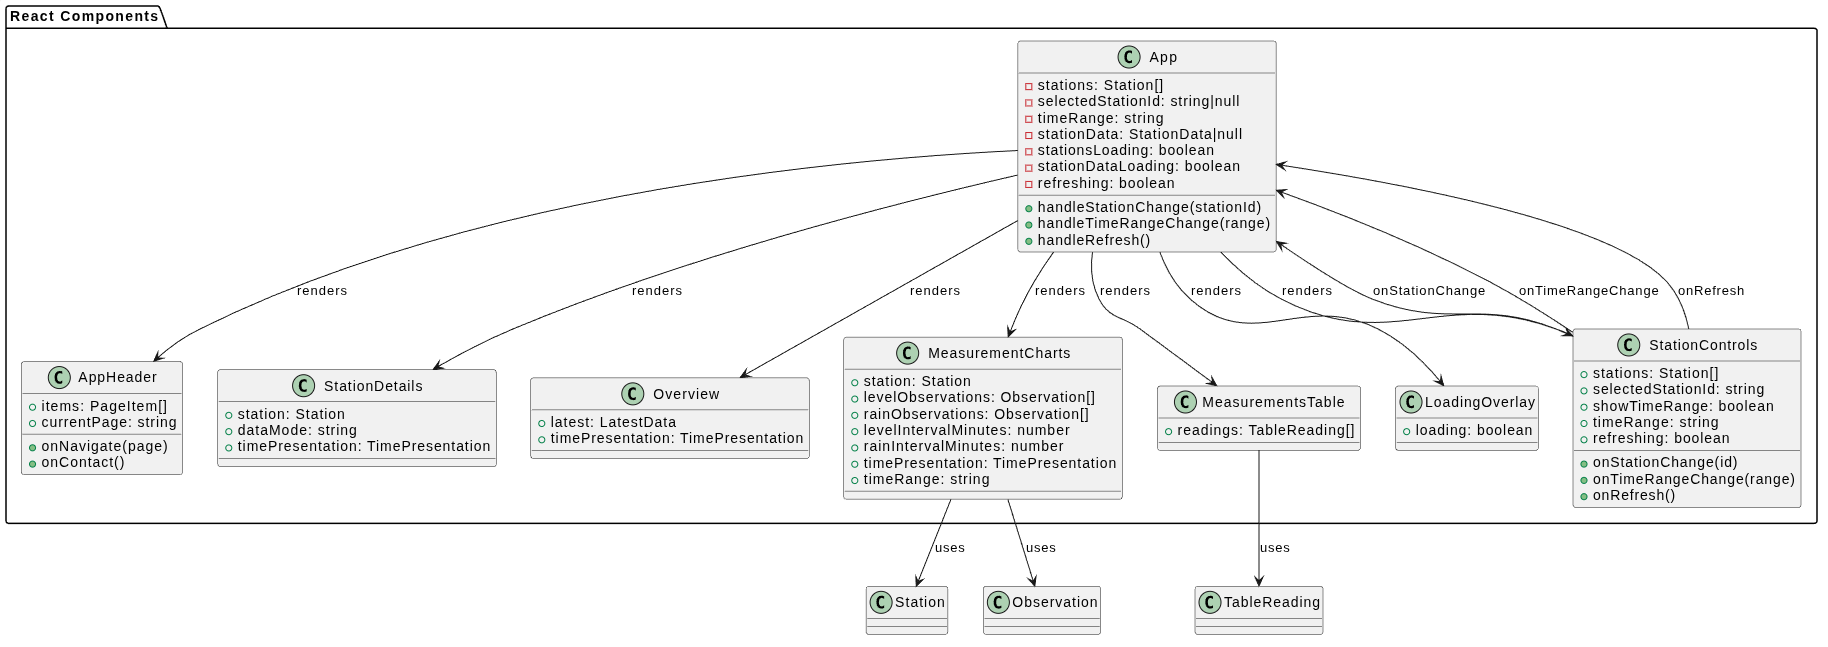 React Components
C App
stations: Station[]
selectedStationId: string|null
timeRange: string
stationData: StationData|null
stationsLoading: boolean
stationDataLoading: boolean
refreshing: boolean
handleStationChange(stationId)
handleTimeRangeChange(range)
handleRefresh()
renders
renders
renders
renders
renders
renders
renders
onStationChange
onTimeRangeChange
onRefresh
C AppHeader
items: PageItem[]
currentPage: string
onNavigate(page)
onContact()
C StationDetails
station: Station
dataMode: string
timePresentation: TimePresentation
C Overview
latest: LatestData
timePresentation: TimePresentation
C MeasurementCharts
station: Station
levelObservations: Observation[]
rainObservations: Observation[]
levelIntervalMinutes: number
rainIntervalMinutes: number
timePresentation: TimePresentation
timeRange: string
C MeasurementsTable
readings: TableReading[]
C LoadingOverlay
loading: boolean
C StationControls
stations: Station[]
selectedStationId: string
showTimeRange: boolean
timeRange: string
refreshing: boolean
onStationChange(id)
onTimeRangeChange(range)
onRefresh()
uses
uses
uses
C Station
C Observation
C TableReading